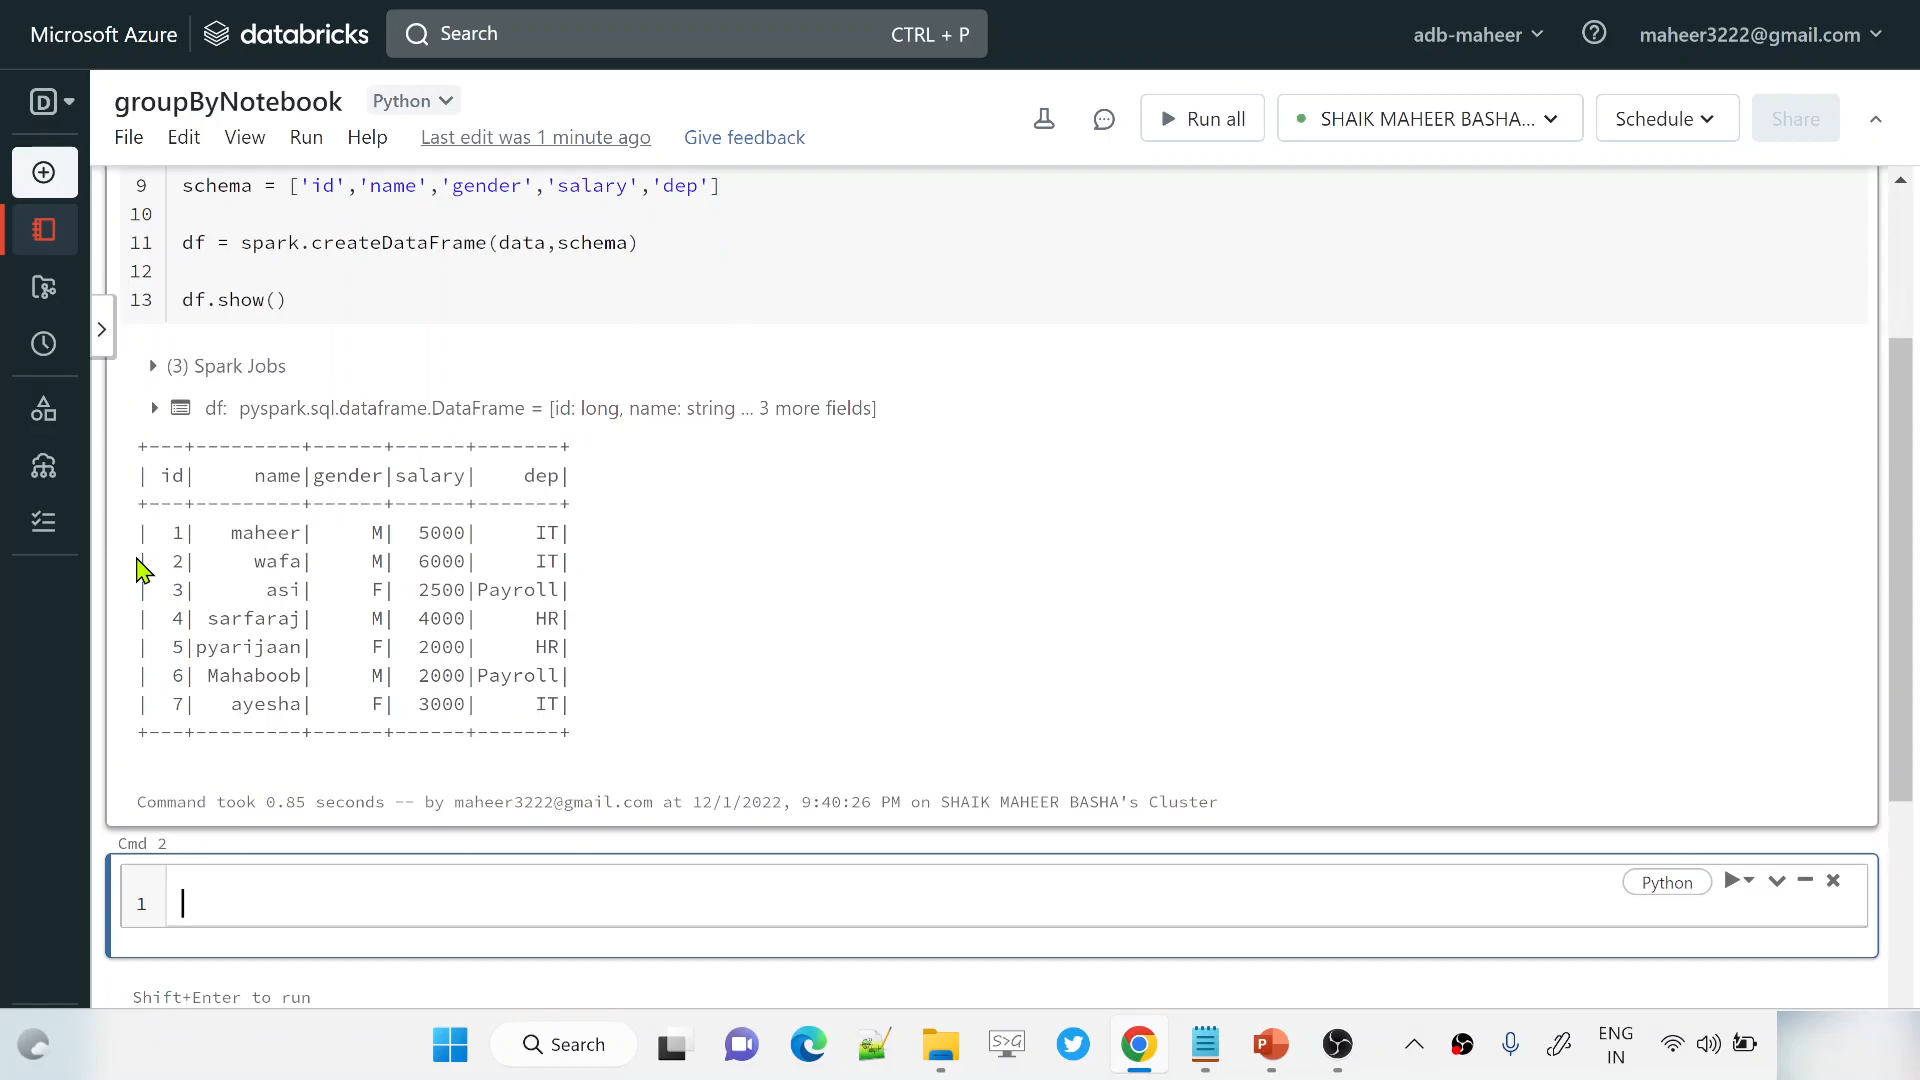 Microsoft Azure databricks Search CTRL + P adb-maheer maheer3222@gmail.com
groupByNotebook Python
File Edit View Run Help Last edit was 1 minute ago Give feedback
Run all SHAIK MAHEER BASHA... Schedule Share
9 schema = ['id','name','gender','salary','dep']
10
11 df = spark.createDataFrame(data,schema)
12
13 df.show()
(3) Spark Jobs
df: pyspark.sql.dataframe.DataFrame = [id: long, name: string ... 3 more fields]
+---+---------+------+------+-------+
| id|     name|gender|salary|    dep|
+---+---------+------+------+-------+
|  1|   maheer|     M|  5000|     IT|
|  2|     wafa|     M|  6000|     IT|
|  3|      asi|     F|  2500|Payroll|
|  4| sarfaraj|     M|  4000|     HR|
|  5|pyarijaan|     F|  2000|     HR|
|  6| Mahaboob|     M|  2000|Payroll|
|  7|   ayesha|     F|  3000|     IT|
+---+---------+------+------+-------+
Command took 0.85 seconds -- by maheer3222@gmail.com at 12/1/2022, 9:40:26 PM on SHAIK MAHEER BASHA's Cluster
Cmd 2
Python
1
Shift+Enter to run
Search
S>G
P
ENG
IN